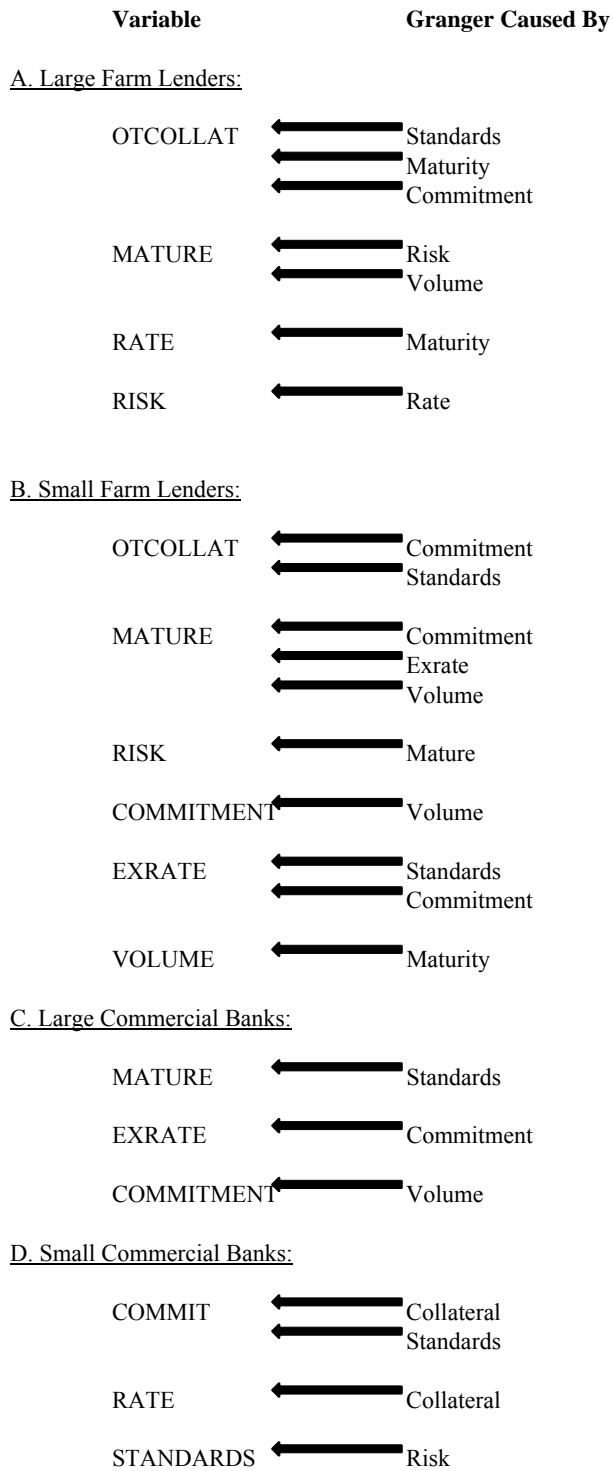 Variable Granger Caused By
A. Large Farm Lenders:
OTCOLLAT Standards
Maturity
Commitment
MATURE Risk
Volume
RATE Maturity
RISK Rate
B. Small Farm Lenders:
OTCOLLAT Commitment
Standards
MATURE Commitment
Exrate
Volume
RISK Mature
COMMITMENT Volume
EXRATE Standards
Commitment
VOLUME Maturity
C. Large Commercial Banks:
MATURE Standards
EXRATE Commitment
COMMITMENT Volume
D. Small Commercial Banks:
COMMIT Collateral
Standards
RATE Collateral
STANDARDS Risk